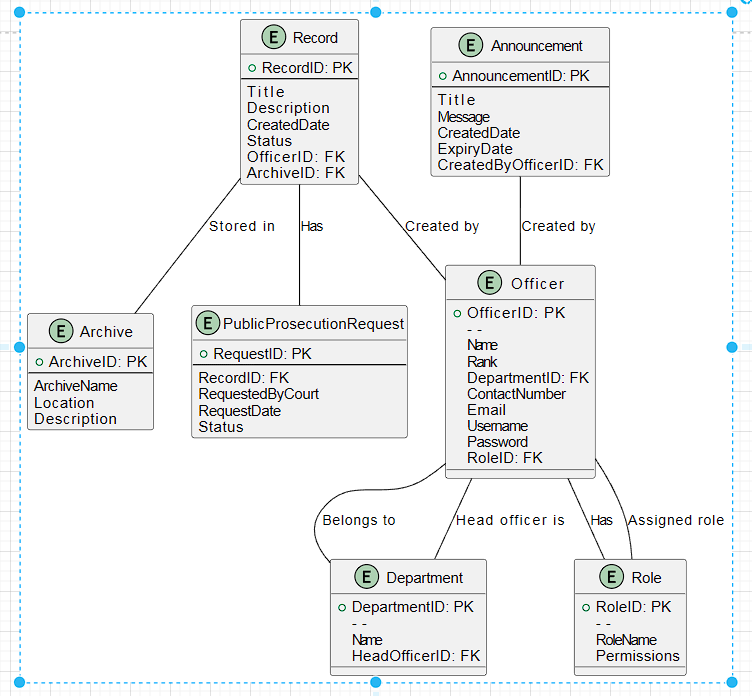 E Record
RecordID: PK
Title
Description
CreatedDate
Status
OfficerID: FK
ArchiveID: FK
E Announcement
AnnouncementID: PK
Title
Message
CreatedDate
ExpiryDate
CreatedByOfficerID: FK
Stored in
Has
Created by
Created by
E Archive
ArchiveID: PK
ArchiveName
Location
Description
E PublicProsecutionRequest
RequestID: PK
RecordID: FK
RequestedByCourt
RequestDate
Status
E Officer
OfficerID: PK
- -
Name
Rank
DepartmentID: FK
ContactNumber
Email
Username
Password
RoleID: FK
Belongs to
Head officer is
Has
Assigned role
E Department
DepartmentID: PK
- -
Name
HeadOfficerID: FK
E Role
RoleID: PK
- -
RoleName
Permissions